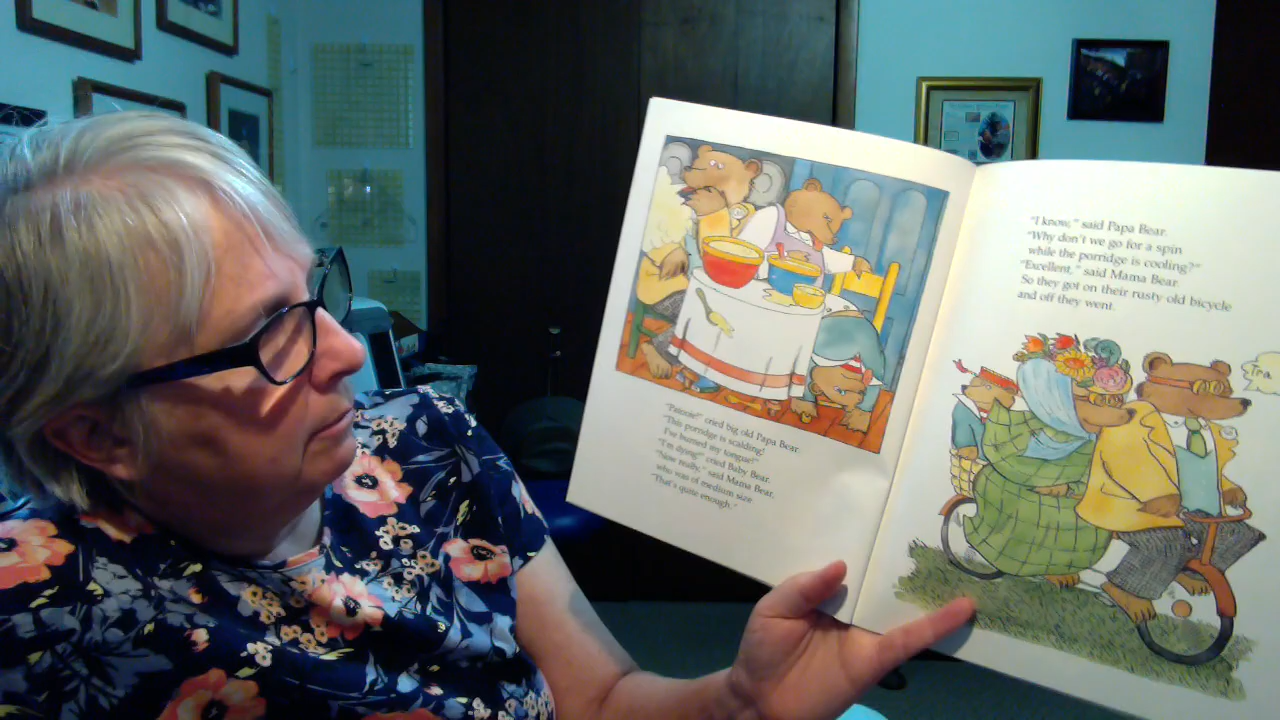 "Patooie!" cried big old Papa Bear.
"This porridge is scalding!
I've burned my tongue!"
"I'm dying!" cried Baby Bear.
"Now really," said Mama Bear,
who was of medium size
"That's quite enough."
"I know," said Papa Bear.
"Why don't we go for a spin
while the porridge is cooling?"
"Excellent," said Mama Bear.
So they got on their rusty old bicycle
and off they went.
Tra